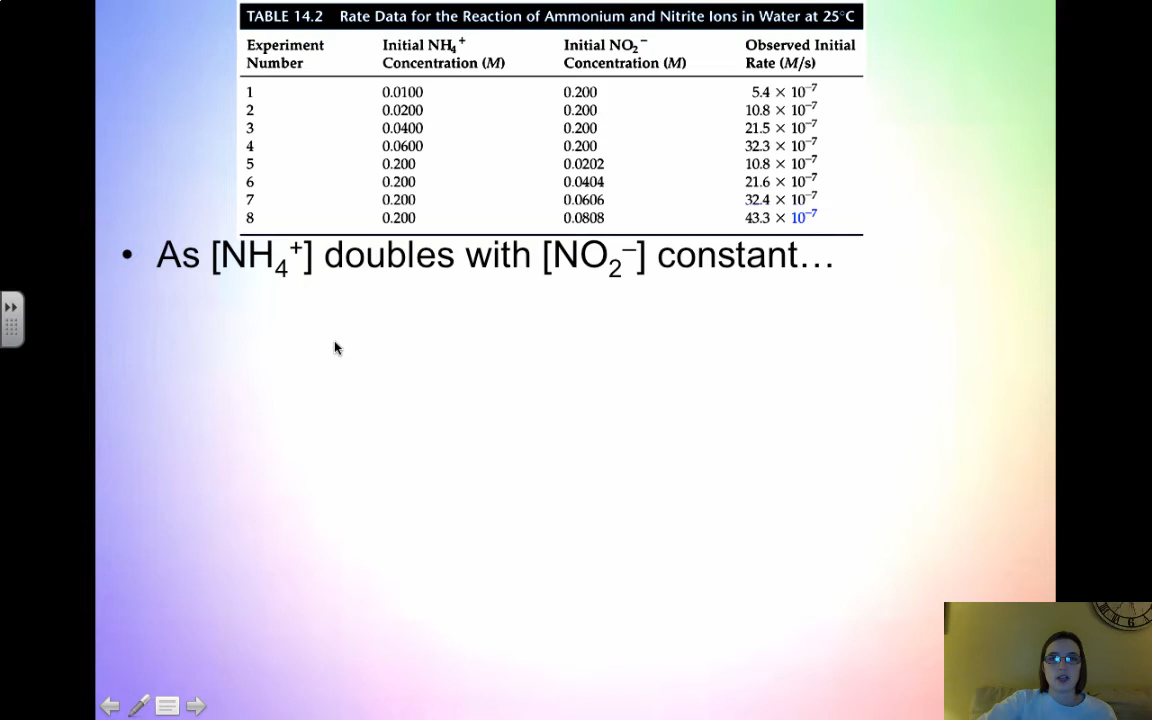 TABLE 14.2 Rate Data for the Reaction of Ammonium and Nitrite Ions in Water at 25°C
Experiment Number Initial NH₄⁺ Concentration (M) Initial NO₂⁻ Concentration (M) Observed Initial Rate (M/s)
1 0.0100 0.200 5.4 × 10⁻⁷
2 0.0200 0.200 10.8 × 10⁻⁷
3 0.0400 0.200 21.5 × 10⁻⁷
4 0.0600 0.200 32.3 × 10⁻⁷
5 0.200 0.0202 10.8 × 10⁻⁷
6 0.200 0.0404 21.6 × 10⁻⁷
7 0.200 0.0606 32.4 × 10⁻⁷
8 0.200 0.0808 43.3 × 10⁻⁷
• As [NH₄⁺] doubles with [NO₂⁻] constant…